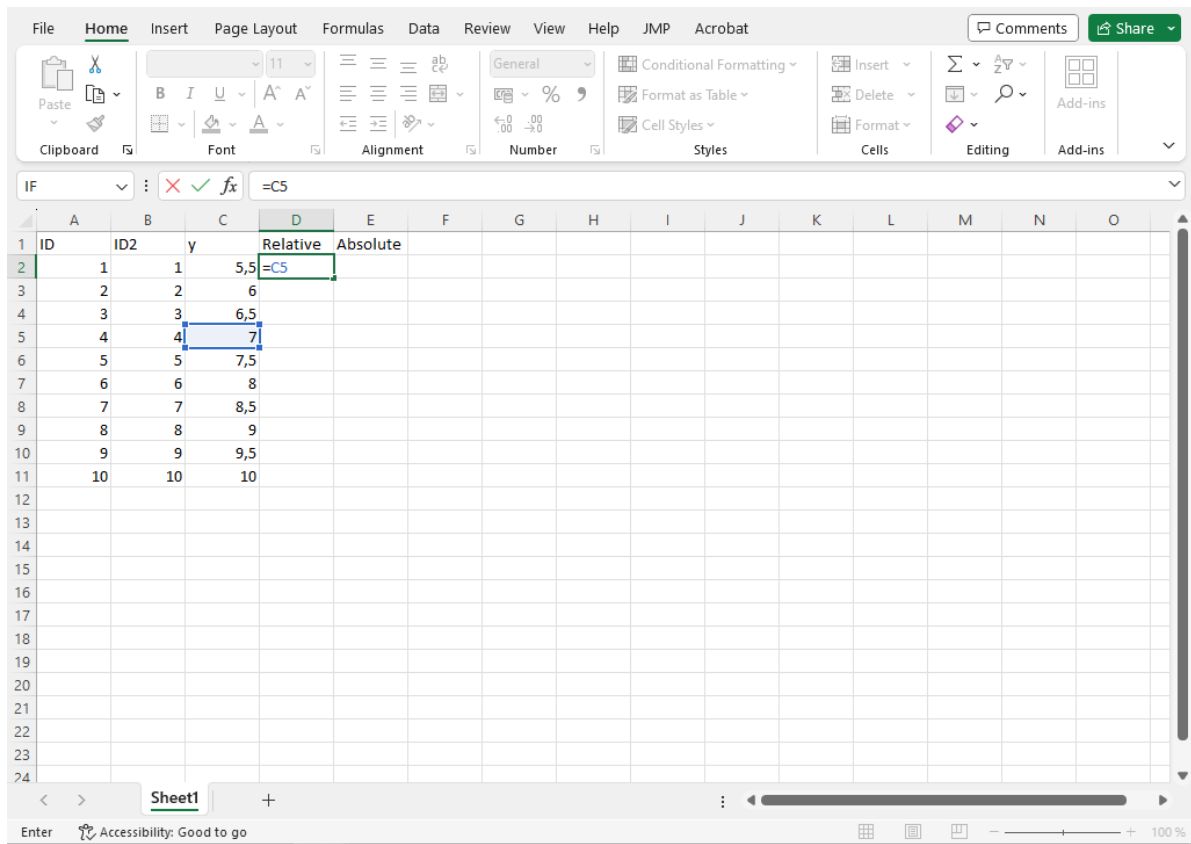 File Home Insert Page Layout Formulas Data Review View Help JMP Acrobat Comments Share
11 General Conditional Formatting Insert
Paste B I U A A % Format as Table Delete Add-ins
A Cell Styles Format
Clipboard Font Alignment Number Styles Cells Editing Add-ins
IF fx =C5
A B C D E F G H I J K L M N O
1 ID ID2 y Relative Absolute
2 1 1 5,5 =C5
3 2 2 6
4 3 3 6,5
5 4 4 7
6 5 5 7,5
7 6 6 8
8 7 7 8,5
9 8 8 9
10 9 9 9,5
11 10 10 10
12
13
14
15
16
17
18
19
20
21
22
23
24
Sheet1
Enter Accessibility: Good to go 100 %